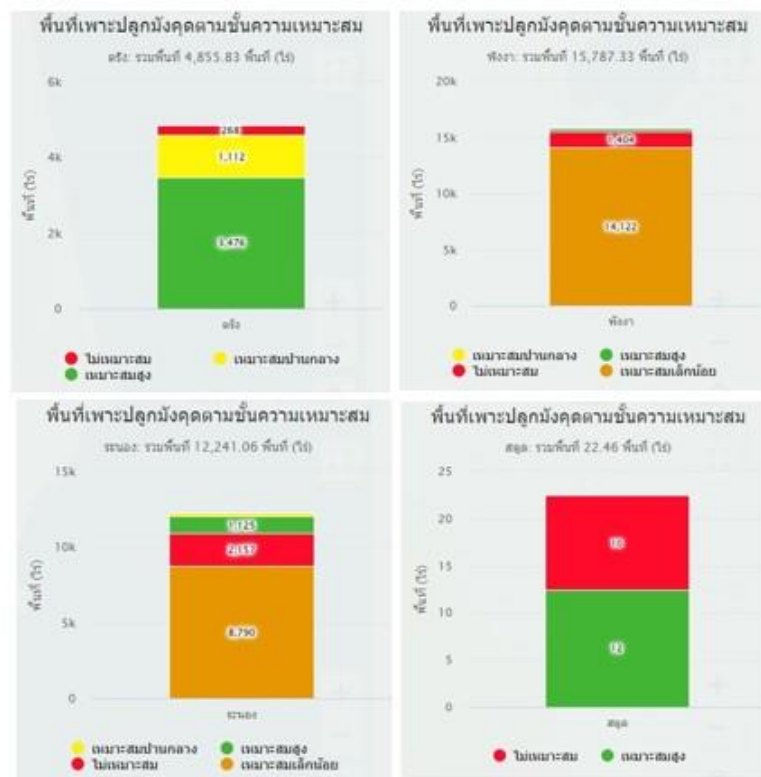 พื้นที่เพาะปลูกมังคุดตามชั้นความเหมาะสม
ตรัง: รวมพื้นที่ 4,855.83 พื้นที่ (ไร่)
6k
4k
2k
0
พื้นที่ (ไร่)
268
1,112
3,476
ตรัง
ไม่เหมาะสม
เหมาะสมปานกลาง
เหมาะสมสูง
พื้นที่เพาะปลูกมังคุดตามชั้นความเหมาะสม
พังงา: รวมพื้นที่ 15,787.33 พื้นที่ (ไร่)
20k
15k
10k
5k
0
พื้นที่ (ไร่)
1,404
14,122
พังงา
เหมาะสมปานกลาง
เหมาะสมสูง
ไม่เหมาะสม
เหมาะสมเล็กน้อย
พื้นที่เพาะปลูกมังคุดตามชั้นความเหมาะสม
ระนอง: รวมพื้นที่ 12,241.06 พื้นที่ (ไร่)
15k
10k
5k
0
พื้นที่ (ไร่)
1,125
2,157
8,790
ระนอง
เหมาะสมปานกลาง
เหมาะสมสูง
ไม่เหมาะสม
เหมาะสมเล็กน้อย
พื้นที่เพาะปลูกมังคุดตามชั้นความเหมาะสม
สตูล: รวมพื้นที่ 22.46 พื้นที่ (ไร่)
25
20
15
10
5
0
พื้นที่ (ไร่)
10
12
สตูล
ไม่เหมาะสม
เหมาะสมสูง